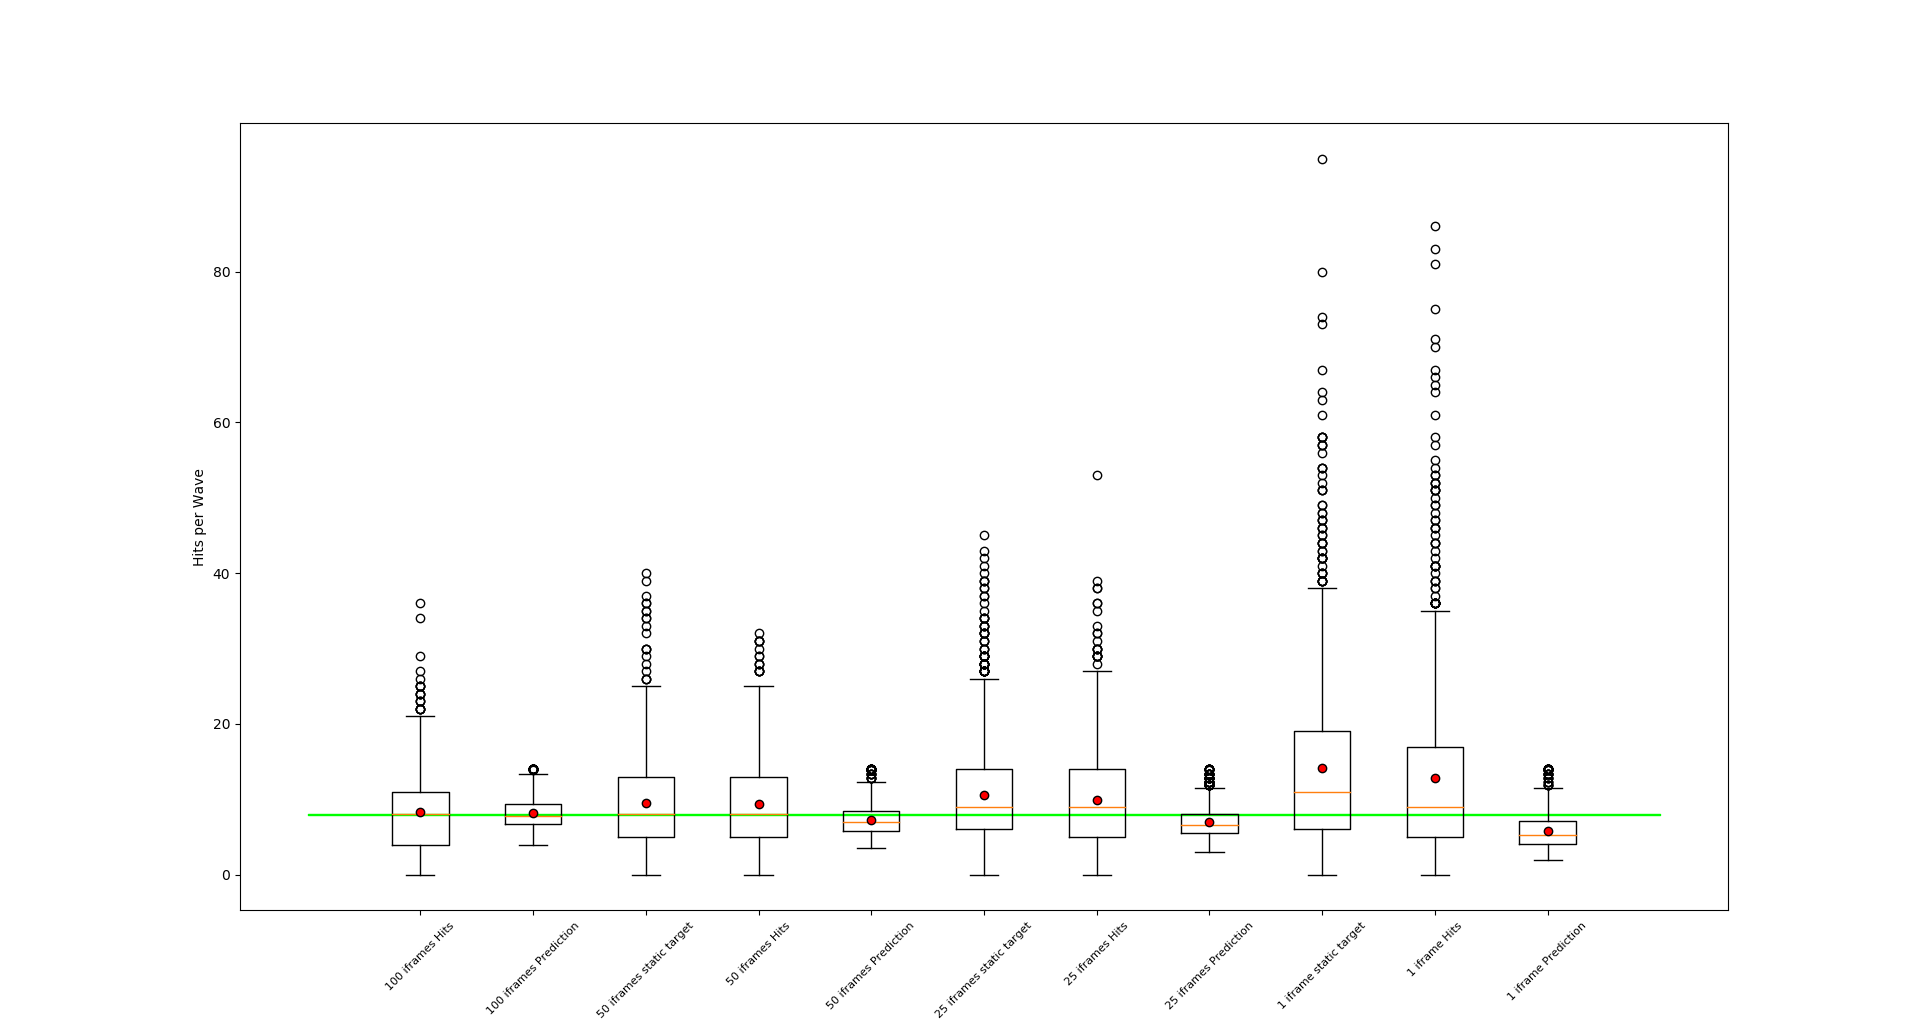 80
60
40
20
0
Hits per Wave
100 iframes Hits
100 iframes Prediction
50 iframes static target
50 iframes Hits
50 iframes Prediction
25 iframes static target
25 iframes Hits
25 iframes Prediction
1 iframe static target
1 iframe Hits
1 iframe Prediction